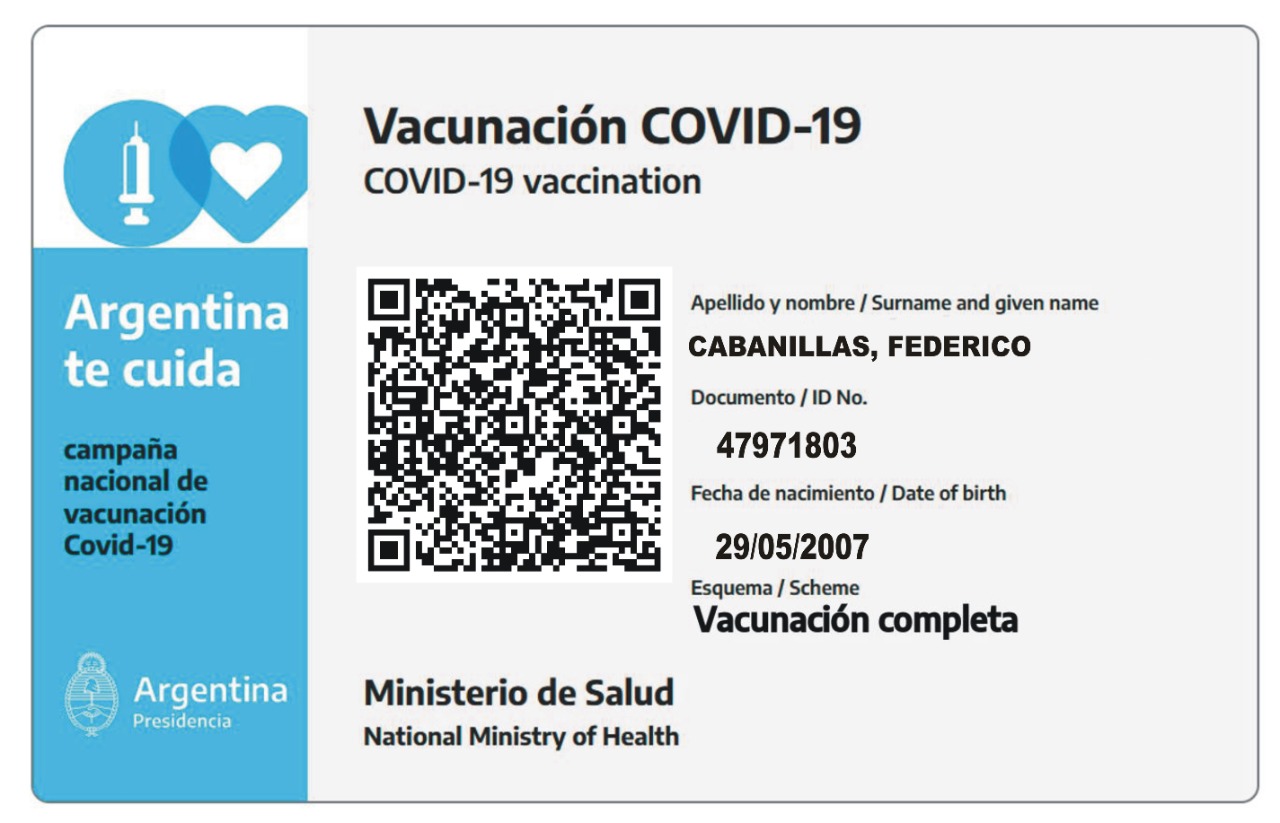 Vacunación COVID-19
COVID-19 vaccination
Argentina
te cuida
campaña
nacional de
vacunación
Covid-19
Argentina
Presidencia
Apellido y nombre / Surname and given name
CABANILLAS, FEDERICO
Documento / ID No.
47971803
Fecha de nacimiento / Date of birth
29/05/2007
Esquema / Scheme
Vacunación completa
Ministerio de Salud
National Ministry of Health